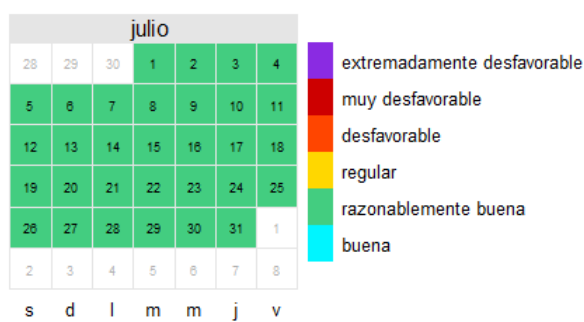 julio
28 29 30 1 2 3 4
5 6 7 8 9 10 11
12 13 14 15 16 17 18
19 20 21 22 23 24 25
26 27 28 29 30 31 1
2 3 4 5 6 7 8
s d l m m j v
extremadamente desfavorable
muy desfavorable
desfavorable
regular
razonablemente buena
buena